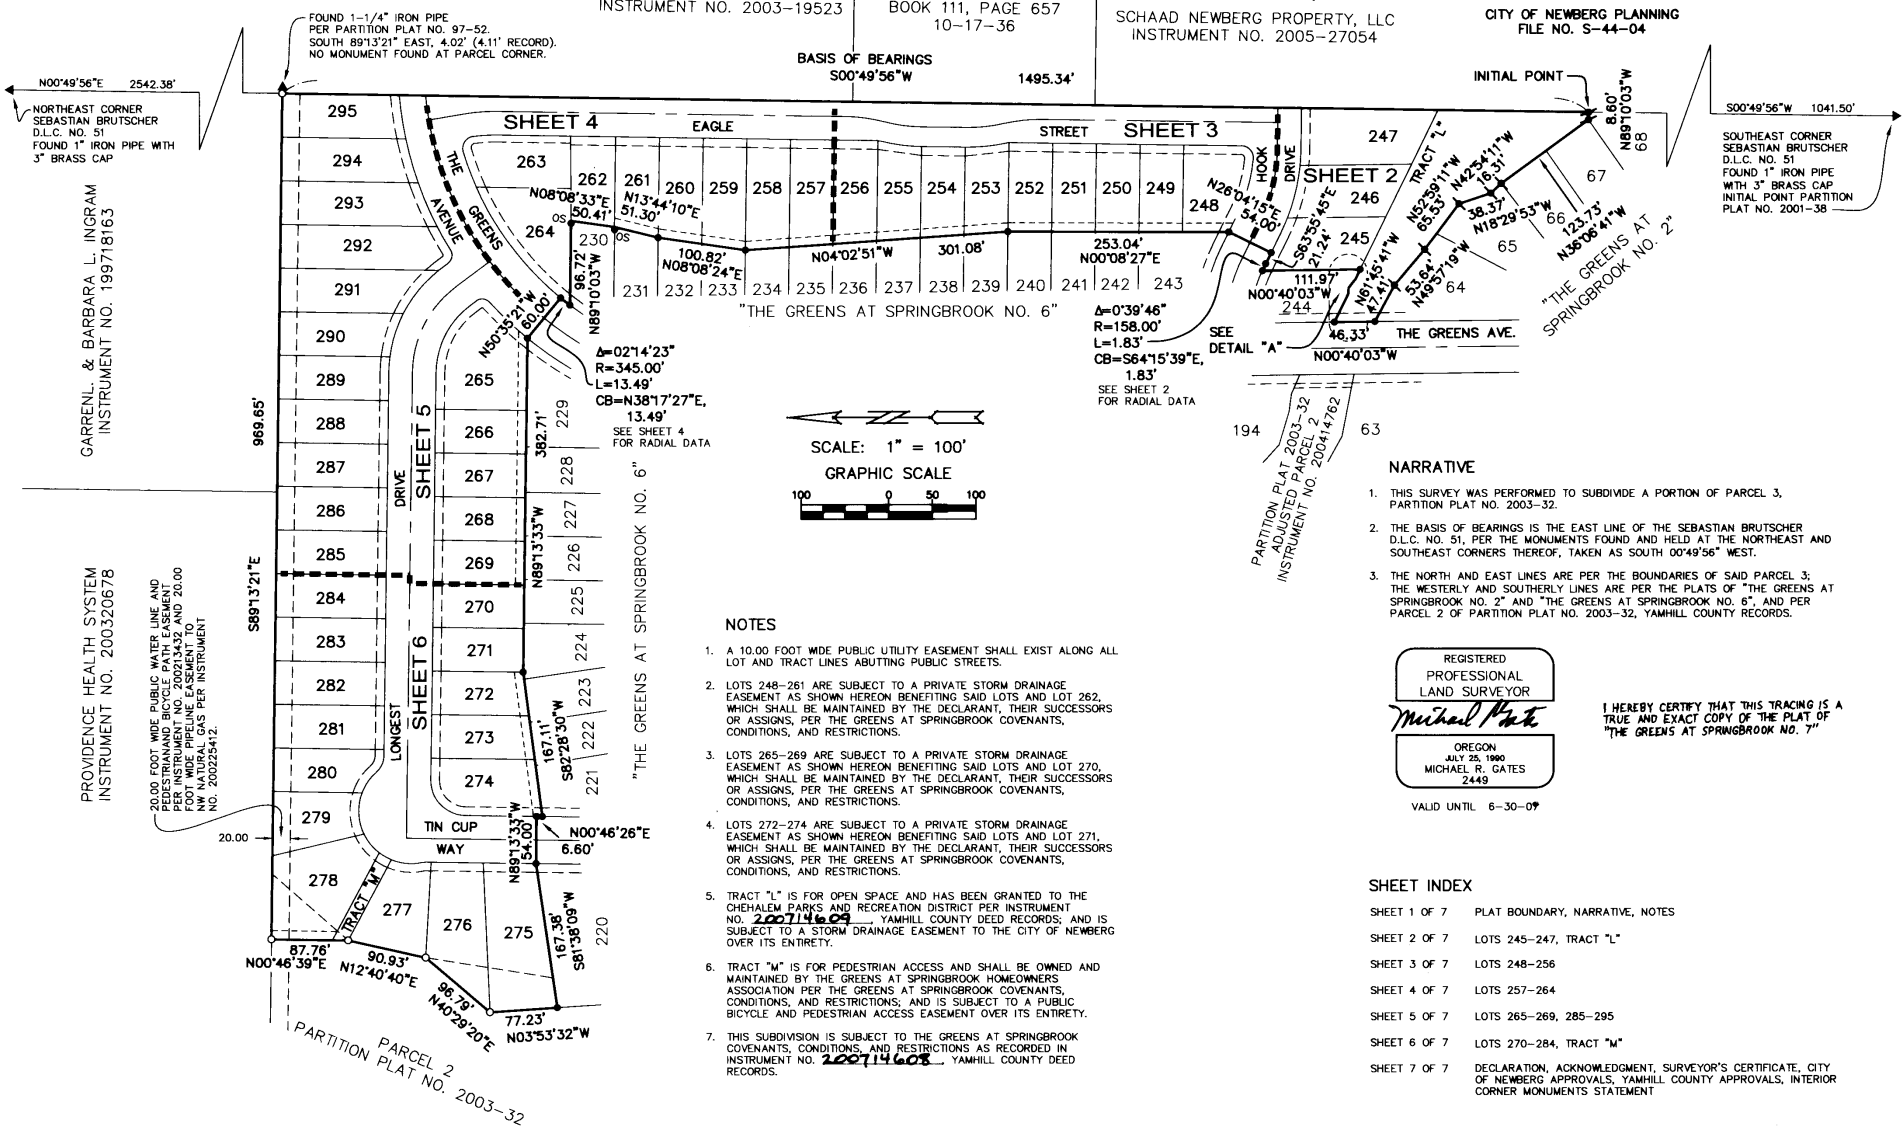 INSTRUMENT NO. 2003-19523
BOOK 111, PAGE 657
10-17-36
SCHAAD NEWBERG PROPERTY, LLC
INSTRUMENT NO. 2005-27054
CITY OF NEWBERG PLANNING
FILE NO. S-44-04
FOUND 1-1/4" IRON PIPE
PER PARTITION PLAT NO. 97-52.
SOUTH 89°13'21" EAST, 4.02' (4.11' RECORD).
NO MONUMENT FOUND AT PARCEL CORNER.
BASIS OF BEARINGS
S00°49'56"W 1495.34'
INITIAL POINT
N00°49'56"E 2542.38'
NORTHEAST CORNER
SEBASTIAN BRUTSCHER
D.L.C. NO. 51
FOUND 1" IRON PIPE WITH
3" BRASS CAP
S00°49'56"W 1041.50'
SOUTHEAST CORNER
SEBASTIAN BRUTSCHER
D.L.C. NO. 51
FOUND 1" IRON PIPE
WITH 3" BRASS CAP
INITIAL POINT PARTITION
PLAT NO. 2001-38
8.60'
N89°10'03"W
68
67
66
65
64
63
194
123.73'
N36°06'41"W
N42°54'11"W
16.31'
38.37'
N18°29'53"W
N52°59'11"W
65.53'
53.64'
N49°57'19"W
N61°45'41"W
47.41'
46.33'
N00°40'03"W
"THE GREENS AT
SPRINGBROOK NO. 2"
THE GREENS AVE.
TRACT "L"
SHEET 4
EAGLE
STREET
SHEET 3
HOOK
DRIVE
SHEET 2
247
246
245
244
295
294
293
292
291
290
289
288
287
286
285
284
283
282
281
280
279
278
277
276
275
THE
GREENS
AVENUE
263
262
261
260
259
258
257
256
255
254
253
252
251
250
249
248
264
N08°08'33"E
50.41'
OS
OS
N13°44'10"E
51.30'
100.82'
N08°08'24"E
N04°02'51"W
301.08'
253.04'
N00°08'27"E
N26°04'15"E
54.00'
S63°55'45"E
21.24'
111.97'
N00°40'03"W
230
231
232
233
234
235
236
237
238
239
240
241
242
243
"THE GREENS AT SPRINGBROOK NO. 6"
96.72'
N89°10'03"W
N50°35'21"W
60.00'
Δ=02°14'23"
R=345.00'
L=13.49'
CB=N38°17'27"E,
13.49'
SEE SHEET 4
FOR RADIAL DATA
Δ=0°39'46"
R=158.00'
L=1.83'
CB=S64°15'39"E,
1.83'
SEE SHEET 2
FOR RADIAL DATA
SEE
DETAIL "A"
PARTITION PLAT 2003-32
ADJUSTED PARCEL 2
INSTRUMENT NO. 200414762
GARRENL. & BARBARA L. INGRAM
INSTRUMENT NO. 199718163
969.65'
S89°13'21"E
PROVIDENCE HEALTH SYSTEM
INSTRUMENT NO. 200320678
20.00 FOOT WIDE PUBLIC WATER LINE AND
PEDESTRIANAND BICYCLE PATH EASEMENT
PER INSTRUMENT NO. 200213432 AND 20.00
FOOT WIDE PIPELINE EASEMENT TO
NW NATURAL GAS PER INSTRUMENT
NO. 200225412.
20.00
LONGEST
DRIVE
SHEET 5
SHEET 6
265
266
267
268
269
270
271
272
273
274
382.71'
N89°13'33"W
229
228
227
226
225
224
223
222
221
220
"THE GREENS AT SPRINGBROOK NO. 6"
167.11'
S82°28'30"W
TIN CUP
WAY
N89°13'33"W
54.00'
N00°46'26"E
6.60'
167.38'
S81°38'09"W
TRACT "M"
87.76'
N00°46'39"E
90.93'
N12°40'40"E
96.79'
N40°29'20"E
77.23'
N03°53'32"W
PARCEL 2
PARTITION PLAT NO. 2003-32
SCALE: 1" = 100'
GRAPHIC SCALE
100 0 50 100
NOTES
1. A 10.00 FOOT WIDE PUBLIC UTILITY EASEMENT SHALL EXIST ALONG ALL
LOT AND TRACT LINES ABUTTING PUBLIC STREETS.
2. LOTS 248-261 ARE SUBJECT TO A PRIVATE STORM DRAINAGE
EASEMENT AS SHOWN HEREON BENEFITING SAID LOTS AND LOT 262,
WHICH SHALL BE MAINTAINED BY THE DECLARANT, THEIR SUCCESSORS
OR ASSIGNS, PER THE GREENS AT SPRINGBROOK COVENANTS,
CONDITIONS, AND RESTRICTIONS.
3. LOTS 265-269 ARE SUBJECT TO A PRIVATE STORM DRAINAGE
EASEMENT AS SHOWN HEREON BENEFITING SAID LOTS AND LOT 270,
WHICH SHALL BE MAINTAINED BY THE DECLARANT, THEIR SUCCESSORS
OR ASSIGNS, PER THE GREENS AT SPRINGBROOK COVENANTS,
CONDITIONS, AND RESTRICTIONS.
4. LOTS 272-274 ARE SUBJECT TO A PRIVATE STORM DRAINAGE
EASEMENT AS SHOWN HEREON BENEFITING SAID LOTS AND LOT 271,
WHICH SHALL BE MAINTAINED BY THE DECLARANT, THEIR SUCCESSORS
OR ASSIGNS, PER THE GREENS AT SPRINGBROOK COVENANTS,
CONDITIONS, AND RESTRICTIONS.
5. TRACT "L" IS FOR OPEN SPACE AND HAS BEEN GRANTED TO THE
CHEHALEM PARKS AND RECREATION DISTRICT PER INSTRUMENT
NO. 200714609, YAMHILL COUNTY DEED RECORDS; AND IS
SUBJECT TO A STORM DRAINAGE EASEMENT TO THE CITY OF NEWBERG
OVER ITS ENTIRETY.
6. TRACT "M" IS FOR PEDESTRIAN ACCESS AND SHALL BE OWNED AND
MAINTAINED BY THE GREENS AT SPRINGBROOK HOMEOWNERS
ASSOCIATION PER THE GREENS AT SPRINGBROOK COVENANTS,
CONDITIONS, AND RESTRICTIONS; AND IS SUBJECT TO A PUBLIC
BICYCLE AND PEDESTRIAN ACCESS EASEMENT OVER ITS ENTIRETY.
7. THIS SUBDIVISION IS SUBJECT TO THE GREENS AT SPRINGBROOK
COVENANTS, CONDITIONS, AND RESTRICTIONS AS RECORDED IN
INSTRUMENT NO. 200714608, YAMHILL COUNTY DEED
RECORDS.
NARRATIVE
1. THIS SURVEY WAS PERFORMED TO SUBDIVIDE A PORTION OF PARCEL 3,
PARTITION PLAT NO. 2003-32.
2. THE BASIS OF BEARINGS IS THE EAST LINE OF THE SEBASTIAN BRUTSCHER
D.L.C. NO. 51, PER THE MONUMENTS FOUND AND HELD AT THE NORTHEAST AND
SOUTHEAST CORNERS THEREOF, TAKEN AS SOUTH 00°49'56" WEST.
3. THE NORTH AND EAST LINES ARE PER THE BOUNDARIES OF SAID PARCEL 3;
THE WESTERLY AND SOUTHERLY LINES ARE PER THE PLATS OF "THE GREENS AT
SPRINGBROOK NO. 2" AND "THE GREENS AT SPRINGBROOK NO. 6", AND PER
PARCEL 2 OF PARTITION PLAT NO. 2003-32, YAMHILL COUNTY RECORDS.
REGISTERED
PROFESSIONAL
LAND SURVEYOR
OREGON
JULY 25, 1990
MICHAEL R. GATES
2449
VALID UNTIL 6-30-09
I HEREBY CERTIFY THAT THIS TRACING IS A
TRUE AND EXACT COPY OF THE PLAT OF
"THE GREENS AT SPRINGBROOK NO. 7"
SHEET INDEX
SHEET 1 OF 7 PLAT BOUNDARY, NARRATIVE, NOTES
SHEET 2 OF 7 LOTS 245-247, TRACT "L"
SHEET 3 OF 7 LOTS 248-256
SHEET 4 OF 7 LOTS 257-264
SHEET 5 OF 7 LOTS 265-269, 285-295
SHEET 6 OF 7 LOTS 270-284, TRACT "M"
SHEET 7 OF 7 DECLARATION, ACKNOWLEDGMENT, SURVEYOR'S CERTIFICATE, CITY
OF NEWBERG APPROVALS, YAMHILL COUNTY APPROVALS, INTERIOR
CORNER MONUMENTS STATEMENT